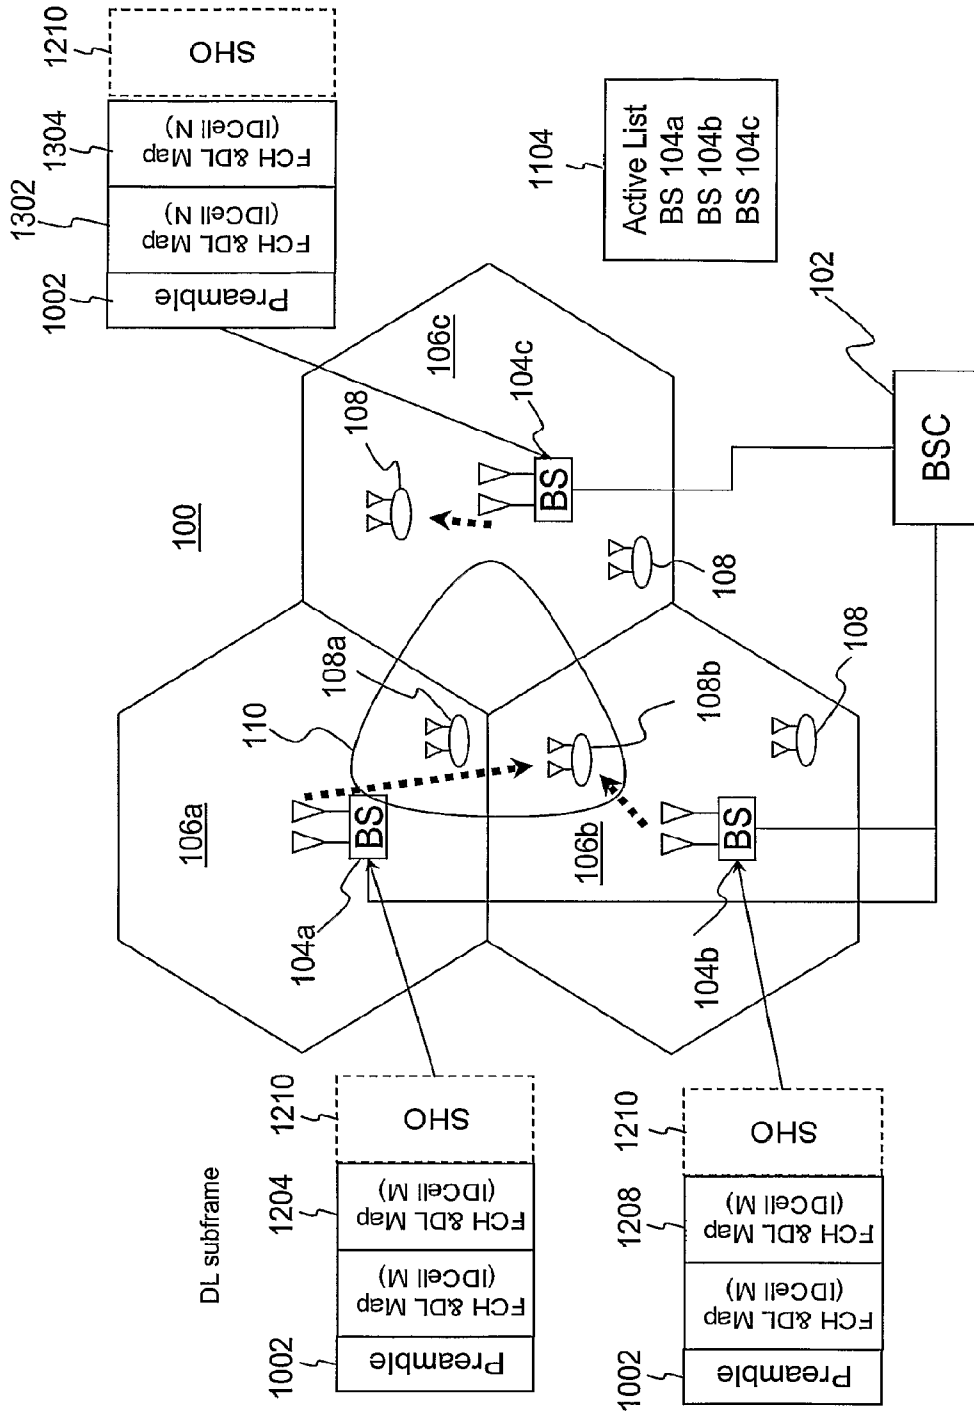 1002
1302
1304
1210
Preamble
FCH &DL Map
(IDCell N)
FCH &DL Map
(IDCell N)
SHO
1104
Active List
BS 104a
BS 104b
BS 104c
100
106c
108
104c
BS
108
102
BSC
106a
110
108a
BS
104a
106b
108b
108
BS
104b
DL subframe
1002
1204
1210
Preamble
FCH &DL Map
(IDCell M)
FCH &DL Map
(IDCell M)
SHO
1002
1208
1210
Preamble
FCH &DL Map
(IDCell M)
FCH &DL Map
(IDCell M)
SHO